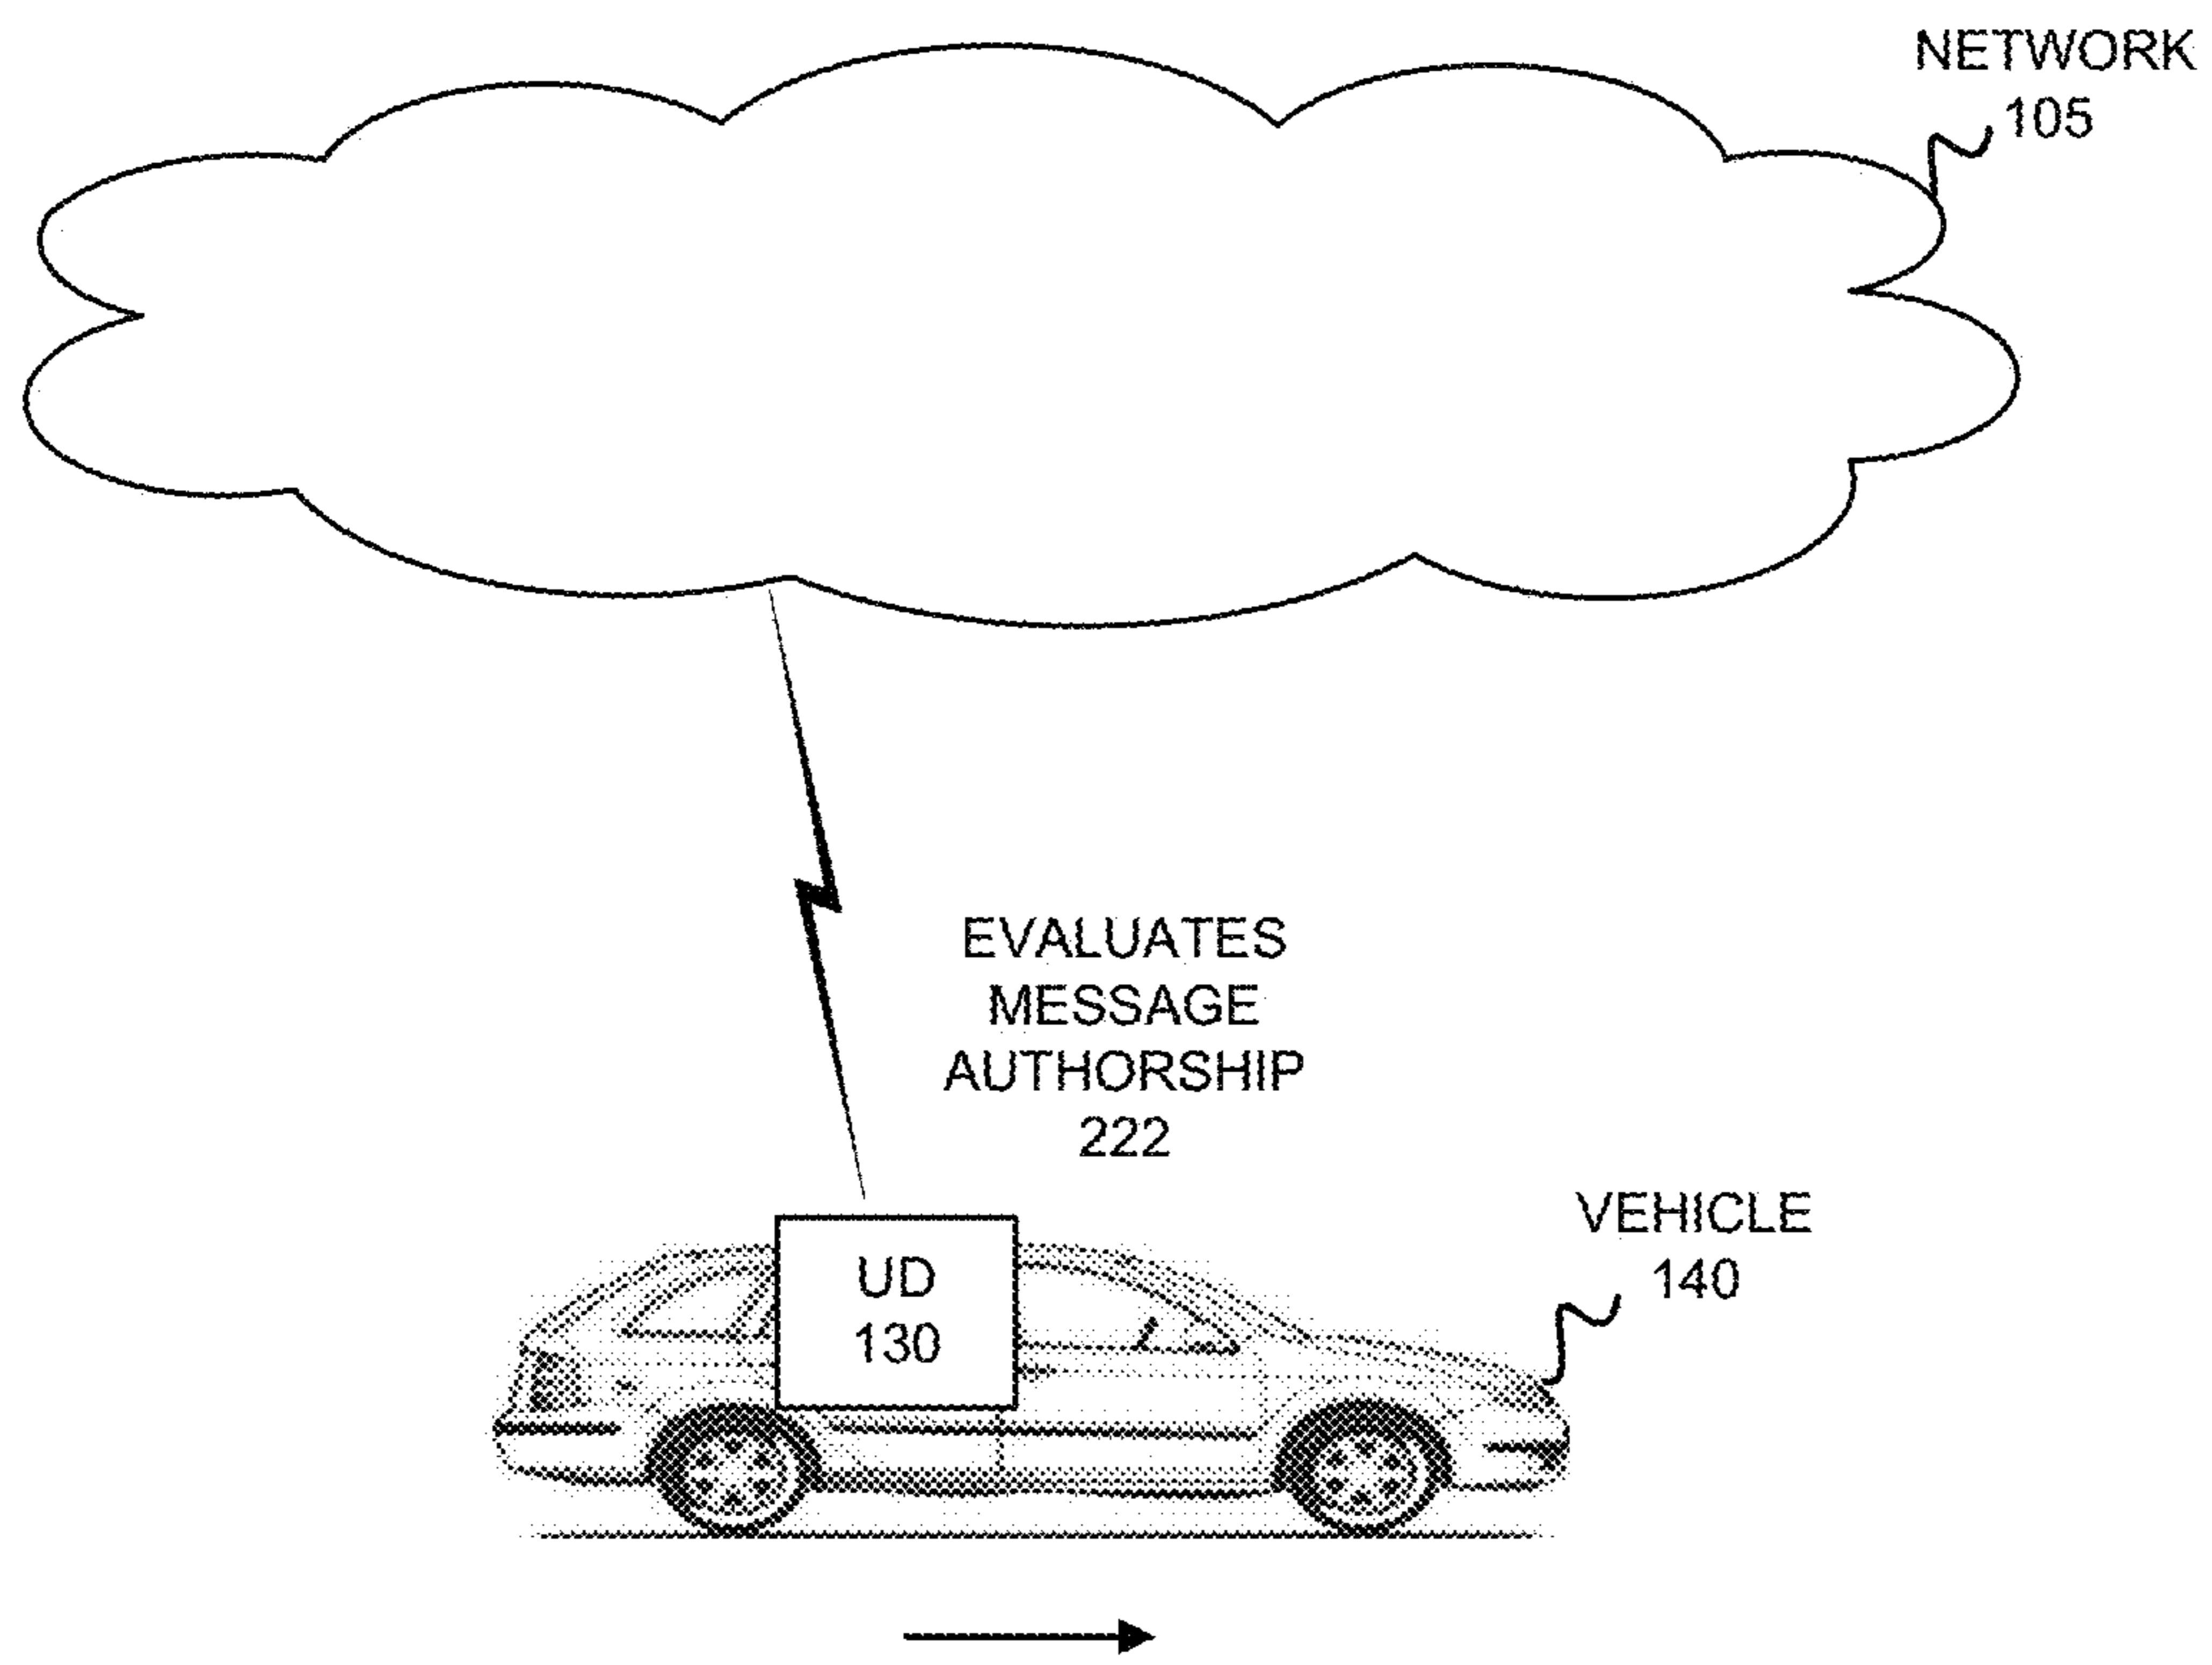 NETWORK
105
EVALUATES
MESSAGE
AUTHORSHIP
222
VEHICLE
140
UD
130